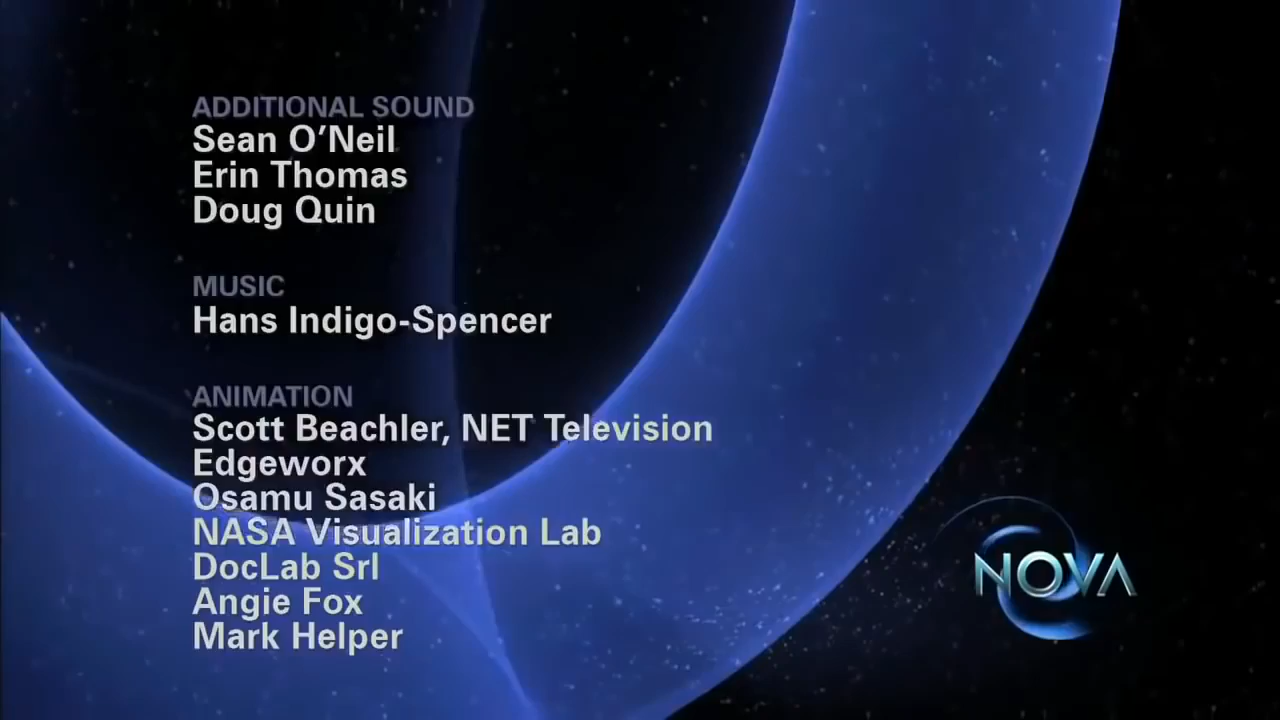 ADDITIONAL SOUND
Sean O'Neil
Erin Thomas
Doug Quin
MUSIC
Hans Indigo-Spencer
ANIMATION
Scott Beachler, NET Television
Edgeworx
Osamu Sasaki
NASA Visualization Lab
DocLab Srl
Angie Fox
Mark Helper
NOVA